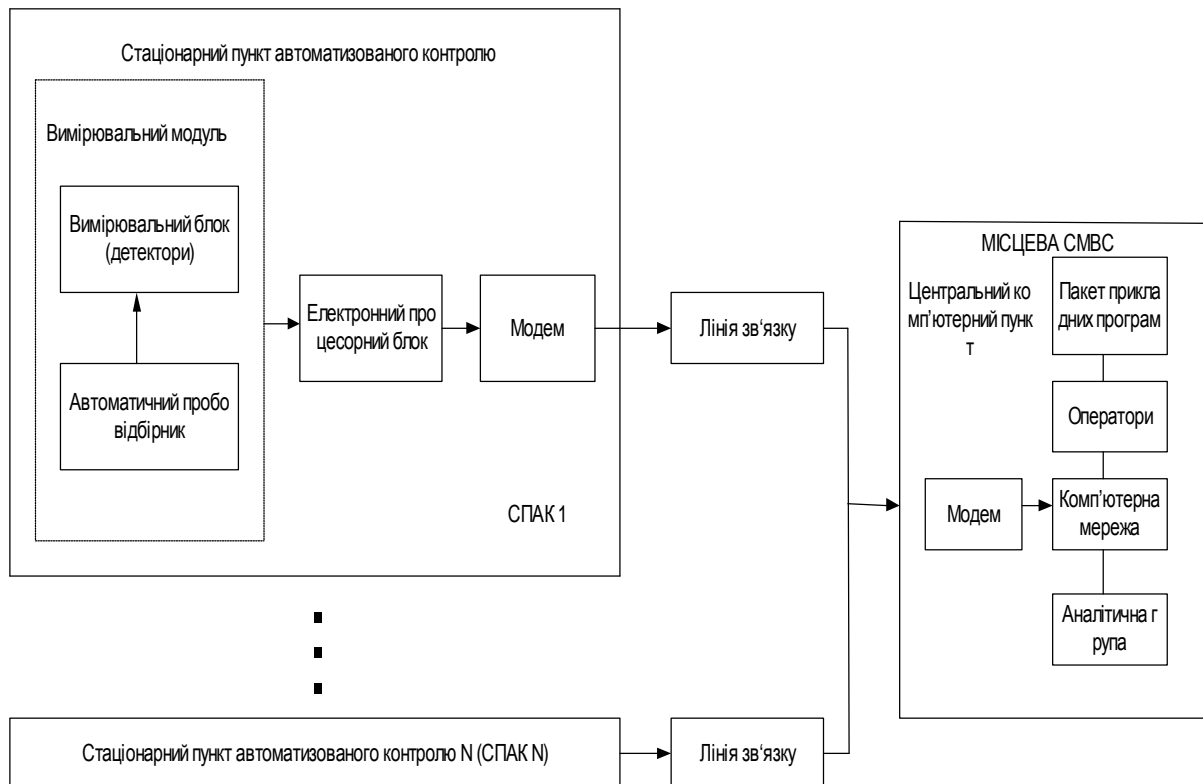 Стаціонарний пункт автоматизованого контролю
Вимірювальний модуль
Вимірювальний блок
(детектори)
Автоматичний пробо
відбірник
Електронний про
цесорний блок
Модем
СПАК 1
Лінія зв‘язку
МІСЦЕВА СМВС
Центральний ко
мп’ютерний пунк
т
Пакет прикла
дних програм
Оператори
Модем
Комп’ютерна
мережа
Аналітична г
рупа
Стаціонарний пункт автоматизованого контролю N (СПАК N)
Лінія зв‘язку